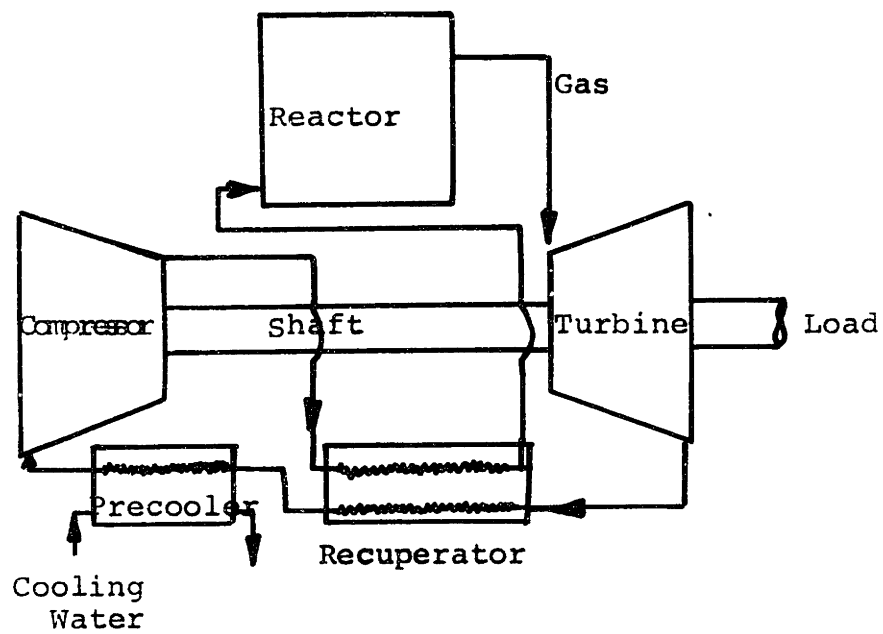 Reactor
Gas
Compressor
Shaft
Turbine
Load
Precooler
Recuperator
Cooling
Water